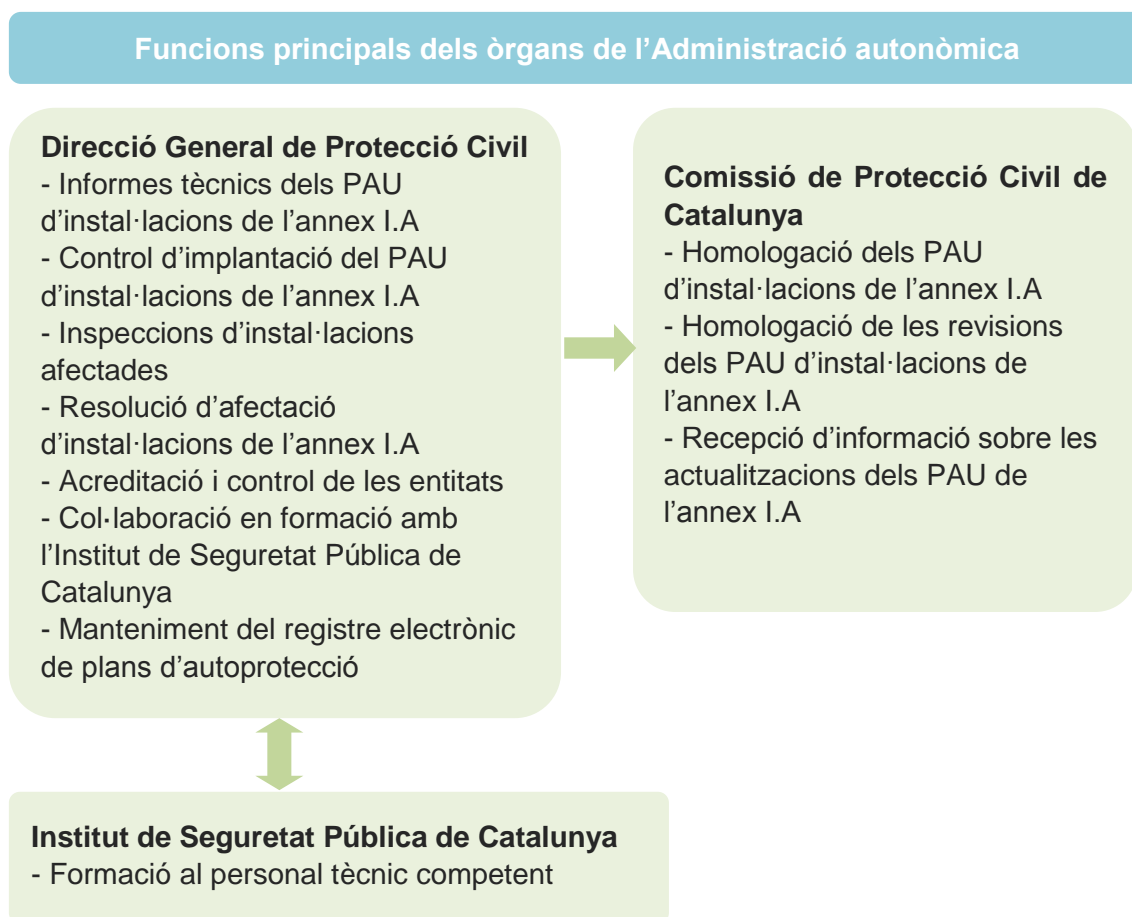 Funcions principals dels òrgans de l’Administració autonòmica
Direcció General de Protecció Civil
- Informes tècnics dels PAU
d’instal·lacions de l’annex I.A
- Control d’implantació del PAU
d’instal·lacions de l’annex I.A
- Inspeccions d’instal·lacions
afectades
- Resolució d’afectació
d’instal·lacions de l’annex I.A
- Acreditació i control de les entitats
- Col·laboració en formació amb
l’Institut de Seguretat Pública de
Catalunya
- Manteniment del registre electrònic
de plans d’autoprotecció
Comissió de Protecció Civil de
Catalunya
- Homologació dels PAU
d’instal·lacions de l’annex I.A
- Homologació de les revisions
dels PAU d’instal·lacions de
l’annex I.A
- Recepció d’informació sobre les
actualitzacions dels PAU de
l’annex I.A
Institut de Seguretat Pública de Catalunya
- Formació al personal tècnic competent